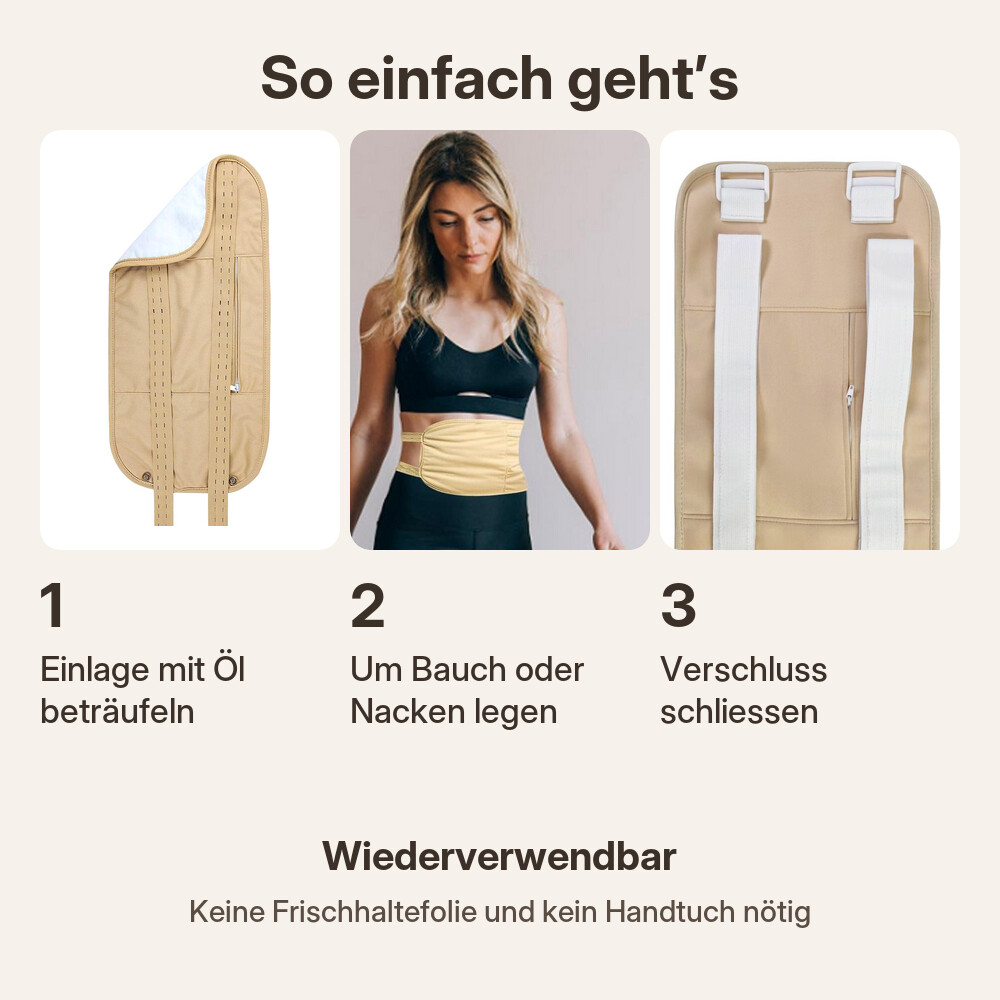 So einfach geht's
1
Einlage mit Öl
beträufeln
2
Um Bauch oder
Nacken legen
3
Verschluss
schliessen
Wiederverwendbar
Keine Frischhaltefolie und kein Handtuch nötig